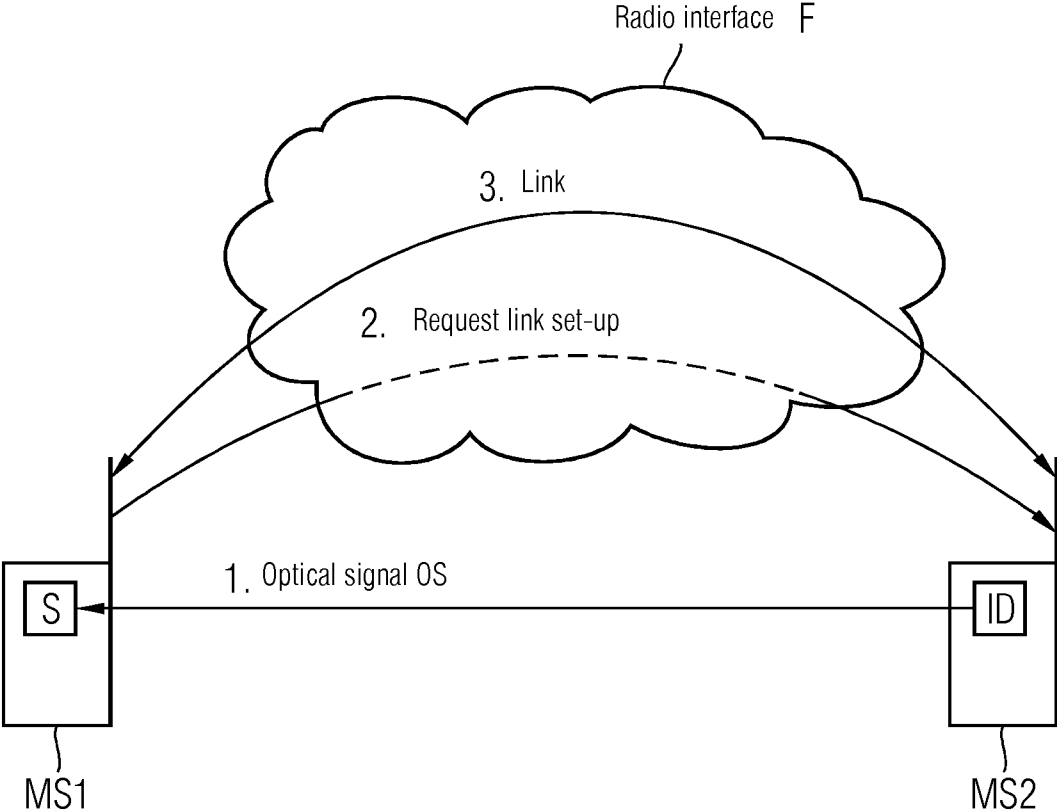 Radio interface F
3. Link
2. Request link set-up
1. Optical signal OS
S
ID
MS1
MS2